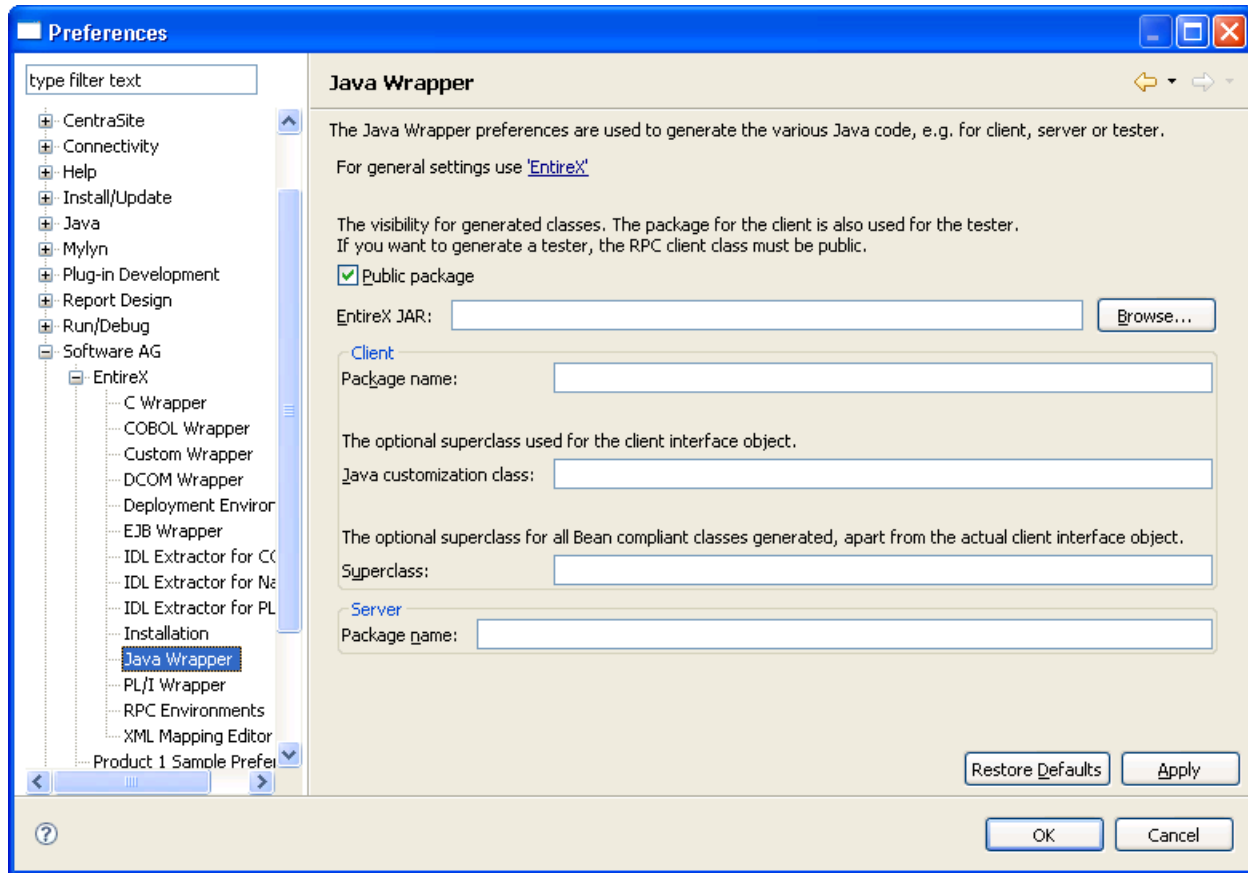 Preferences
type filter text
CentraSite
Connectivity
Help
Install/Update
Java
Mylyn
Plug-in Development
Report Design
Run/Debug
Software AG
EntireX
C Wrapper
COBOL Wrapper
Custom Wrapper
DCOM Wrapper
Deployment Environ
EJB Wrapper
IDL Extractor for CO
IDL Extractor for Na
IDL Extractor for PL
Installation
Java Wrapper
PL/I Wrapper
RPC Environments
XML Mapping Editor
Product 1 Sample Prefer
Java Wrapper
The Java Wrapper preferences are used to generate the various Java code, e.g. for client, server or tester.
For general settings use 'EntireX'
The visibility for generated classes. The package for the client is also used for the tester.
If you want to generate a tester, the RPC client class must be public.
Public package
EntireX JAR:
Browse...
Client
Package name:
The optional superclass used for the client interface object.
Java customization class:
The optional superclass for all Bean compliant classes generated, apart from the actual client interface object.
Superclass:
Server
Package name:
Restore Defaults
Apply
OK
Cancel